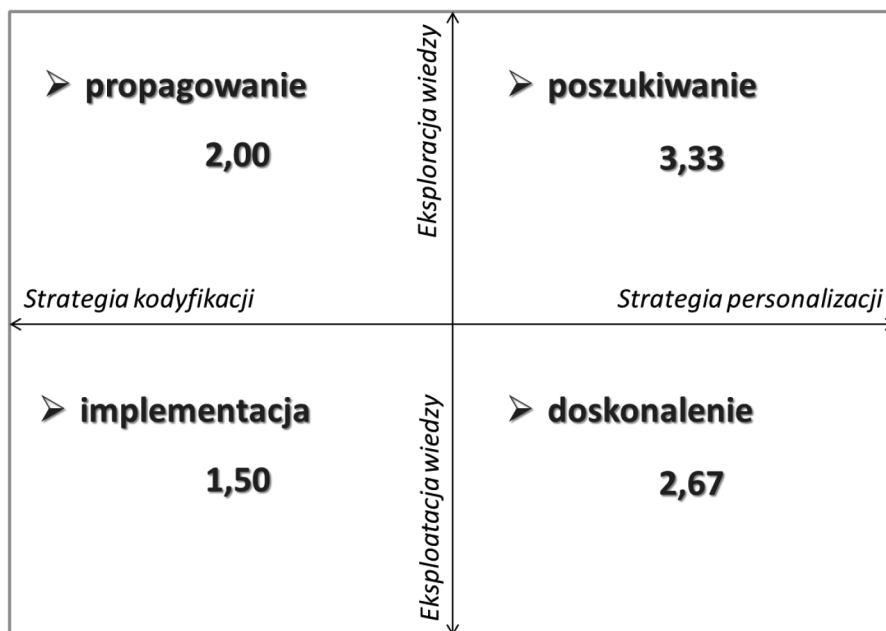 ➢ propagowanie
2,00
➢ poszukiwanie
3,33
Eksploracja wiedzy
Strategia kodyfikacji
Strategia personalizacji
➢ implementacja
1,50
➢ doskonalenie
2,67
Eksploatacja wiedzy